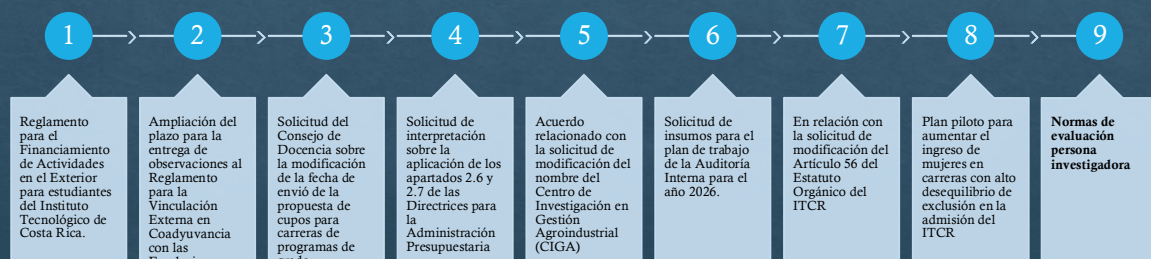 1
2
3
4
5
6
7
8
9
Reglamento
para el
Financiamiento
de Actividades
en el Exterior
para estudiantes
del Instituto
Tecnológico de
Costa Rica.
Ampliación del
plazo para la
entrega de
observaciones al
Reglamento
para la
Vinculación
Externa en
Coadyuvancia
con las
Solicitud del
Consejo de
Docencia sobre
la modificación
de la fecha de
envió de la
propuesta de
cupos para
carreras de
programas de
Solicitud de
interpretación
sobre la
aplicación de los
apartados 2.6 y
2.7 de las
Directrices para
la
Administración
Presupuestaria
Acuerdo
relacionado con
la solicitud de
modificación del
nombre del
Centro de
Investigación en
Gestión
Agroindustrial
(CIGA)
Solicitud de
insumos para el
plan de trabajo
de la Auditoría
Interna para el
año 2026.
En relación con
la solicitud de
modificación del
Artículo 56 del
Estatuto
Orgánico del
ITCR
Plan piloto para
aumentar el
ingreso de
mujeres en
carreras con alto
desequilibrio de
exclusión en la
admisión del
ITCR
Normas de
evaluación
persona
investigadora